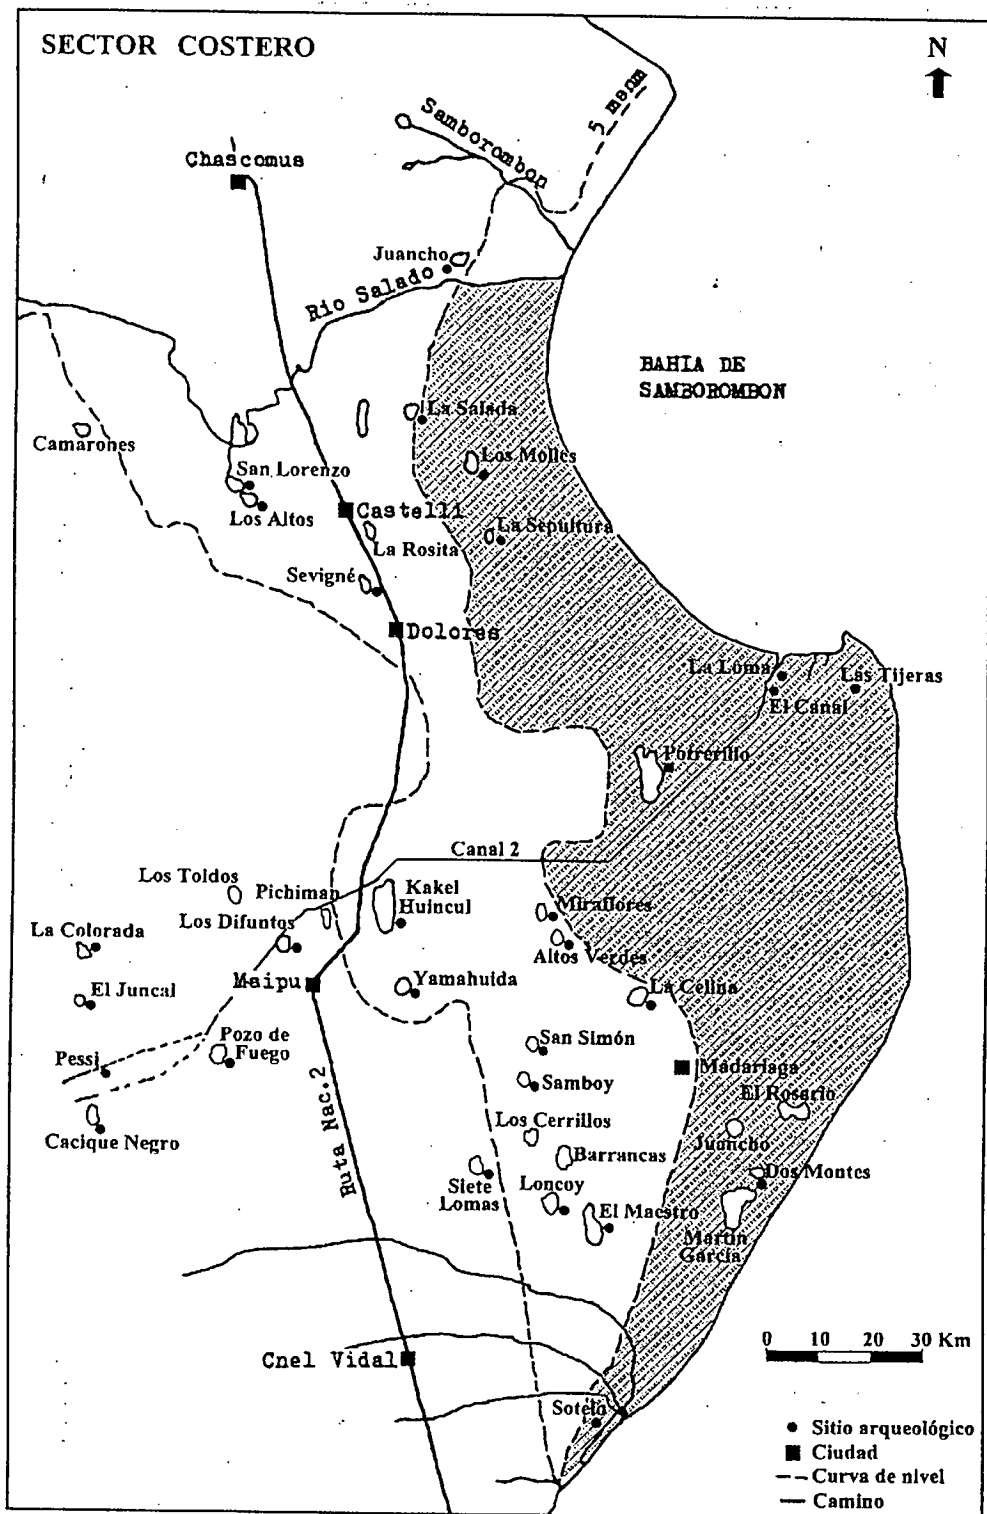 SECTOR COSTERO
N
Samborombon
5 msnm
Chascomus
Juancho
Rio Salado
BAHIA DE
SAMBOROMBON
La Salada
Camarones
Los Molles
San Lorenzo
Los Altos
Castelli
La Sepultura
La Rosita
Sevigné
Dolores
La Loma
Las Tijeras
El Canal
Potrerillo
Canal 2
Los Toldos
Pichiman
Kakel
Huincul
Los Difuntos
Miraflores
La Colorada
Altos Verdes
Maipu
Yamahuida
La Celina
El Juncal
Pozo de
Fuego
San Simón
Pessi
Madariaga
Samboy
El Rosario
Los Cerrillos
Cacique Negro
Juancho
Ruta Nac.2
Barrancas
Dos Montes
Siete
Lomas
Loncoy
El Maestro
Martín
García
0 10 20 30 Km
Cnel Vidal
Sotelo
Sitio arqueológico
Ciudad
Curva de nivel
Camino